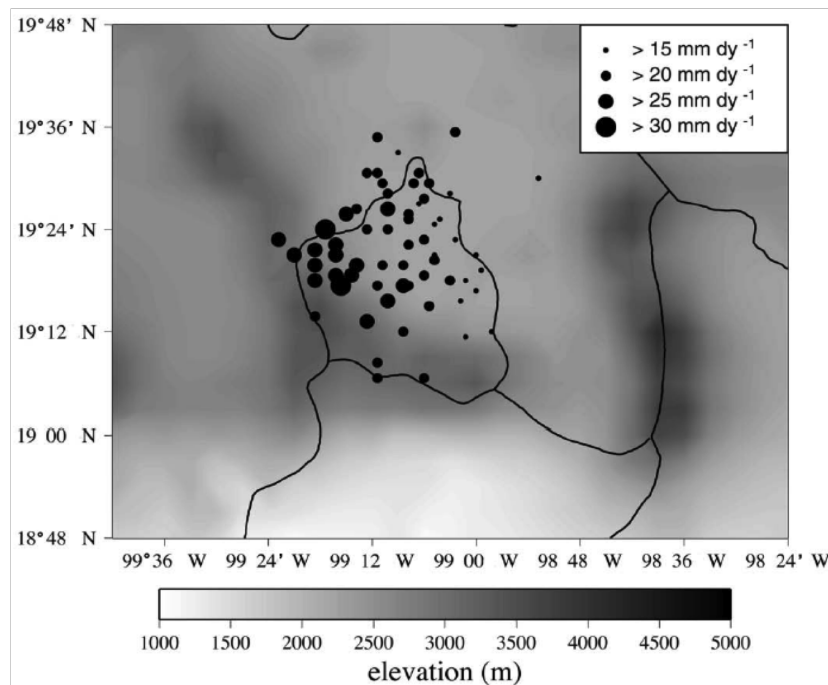 19°48' N
> 15 mm dy -1
> 20 mm dy -1
> 25 mm dy -1
> 30 mm dy -1
19°36' N
19°24' N
19°12' N
19 00 N
18°48' N
99°36 W 99°24' W 99 12 W 99 00 W 98 48 W 98°36 W 98°24' W
1000 1500 2000 2500 3000 3500 4000 4500 5000
elevation (m)